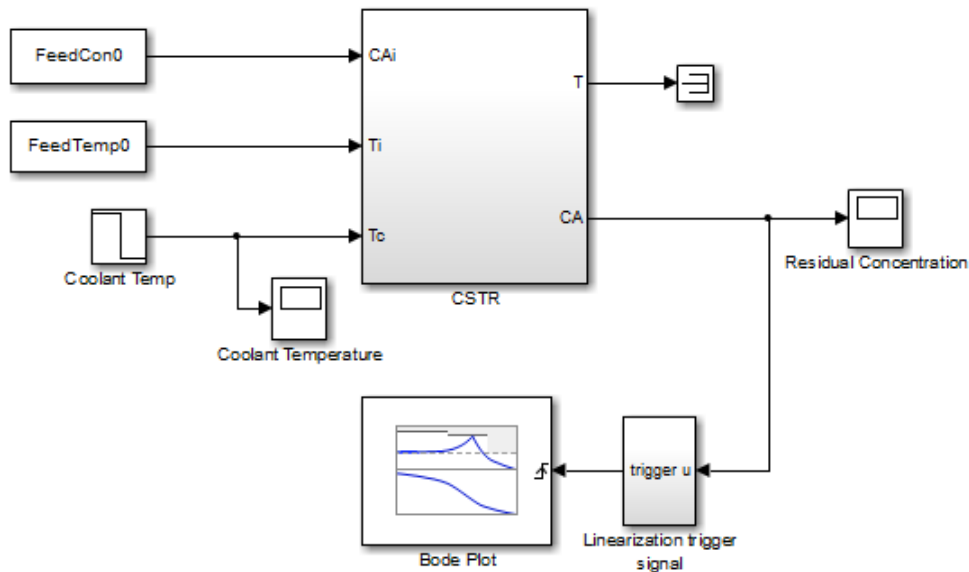 FeedCon0
CAi
T
FeedTemp0
Ti
CA
Tc
Coolant Temp
Residual Concentration
CSTR
Coolant Temperature
trigger u
Linearization trigger
signal
Bode Plot